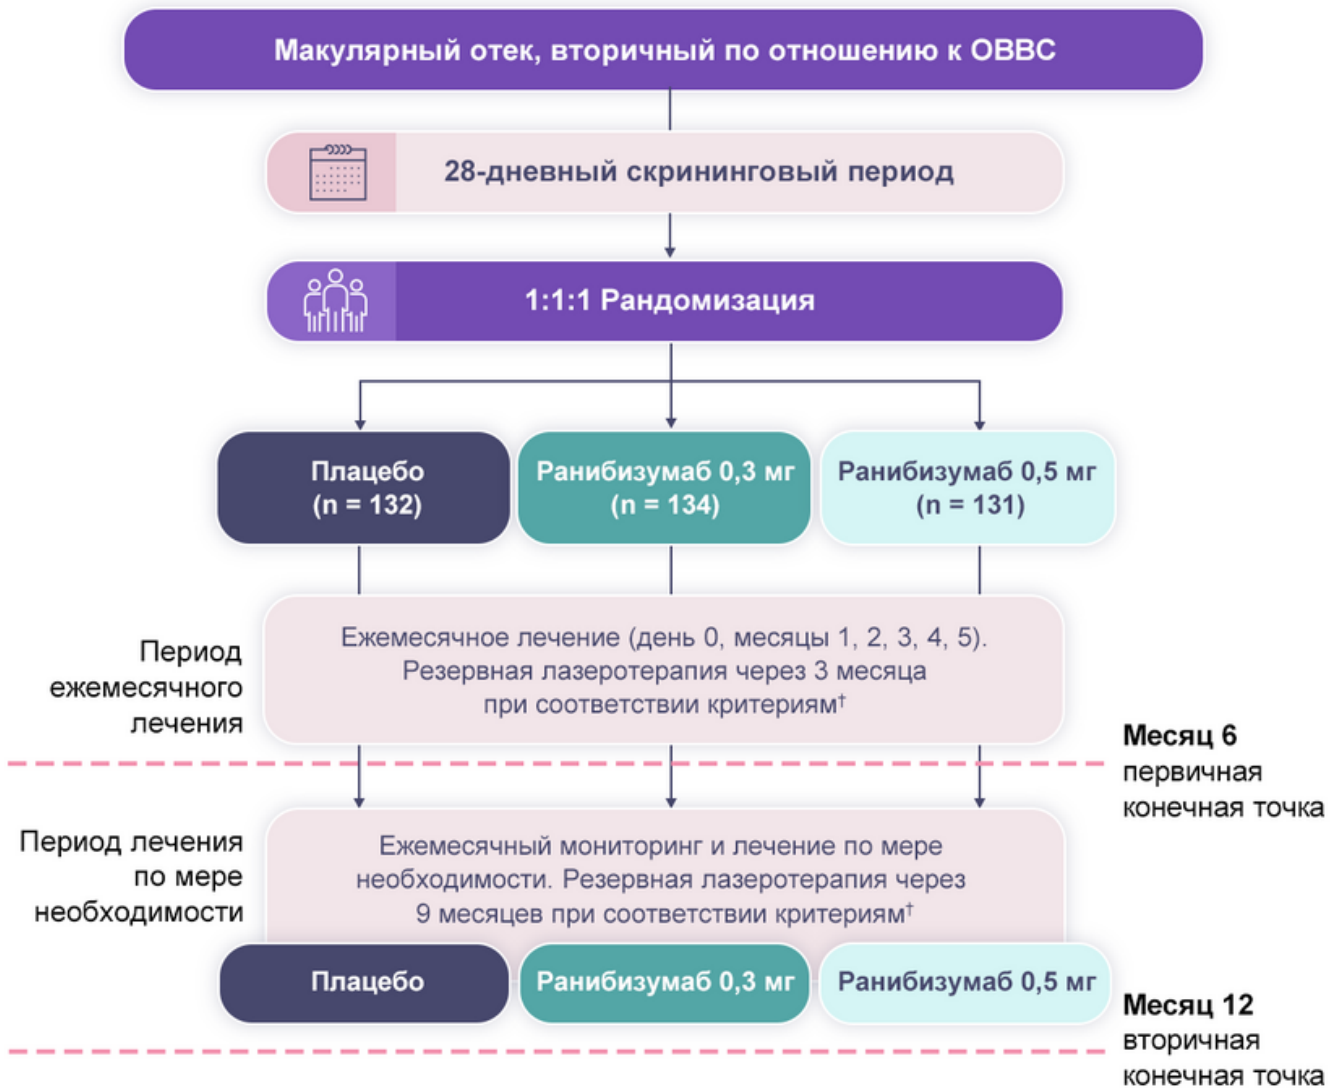 Макулярный отек, вторичный по отношению к ОВВС
28-дневный скрининговый период
1:1:1 Рандомизация
Плацебо
(n = 132)
Ранибизумаб 0,3 мг
(n = 134)
Ранибизумаб 0,5 мг
(n = 131)
Период
ежемесячного
лечения
Ежемесячное лечение (день 0, месяцы 1, 2, 3, 4, 5).
Резервная лазеротерапия через 3 месяца
при соответствии критериям†
Месяц 6
первичная
конечная точка
Период лечения
по мере
необходимости
Ежемесячный мониторинг и лечение по мере
необходимости. Резервная лазеротерапия через
9 месяцев при соответствии критериям†
Плацебо
Ранибизумаб 0,3 мг
Ранибизумаб 0,5 мг
Месяц 12
вторичная
конечная точка